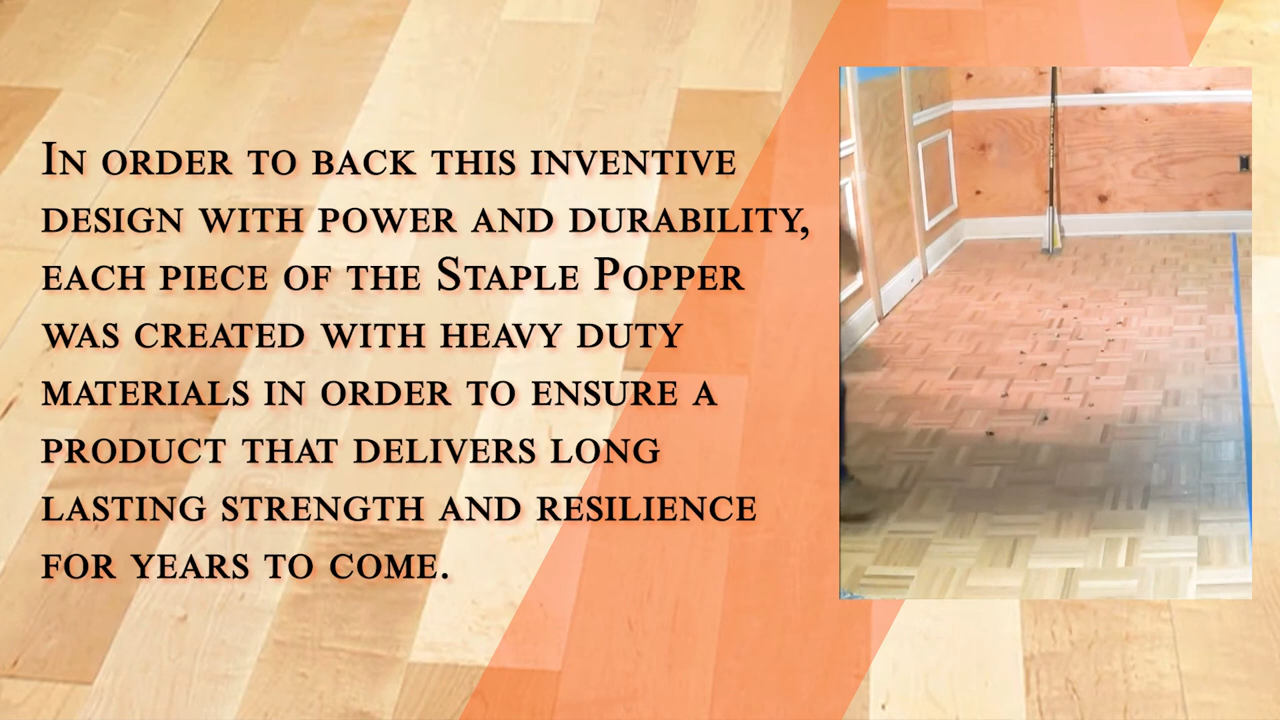 In order to back this inventive
design with power and durability,
each piece of the Staple Popper
was created with heavy duty
materials in order to ensure a
product that delivers long
lasting strength and resilience
for years to come.